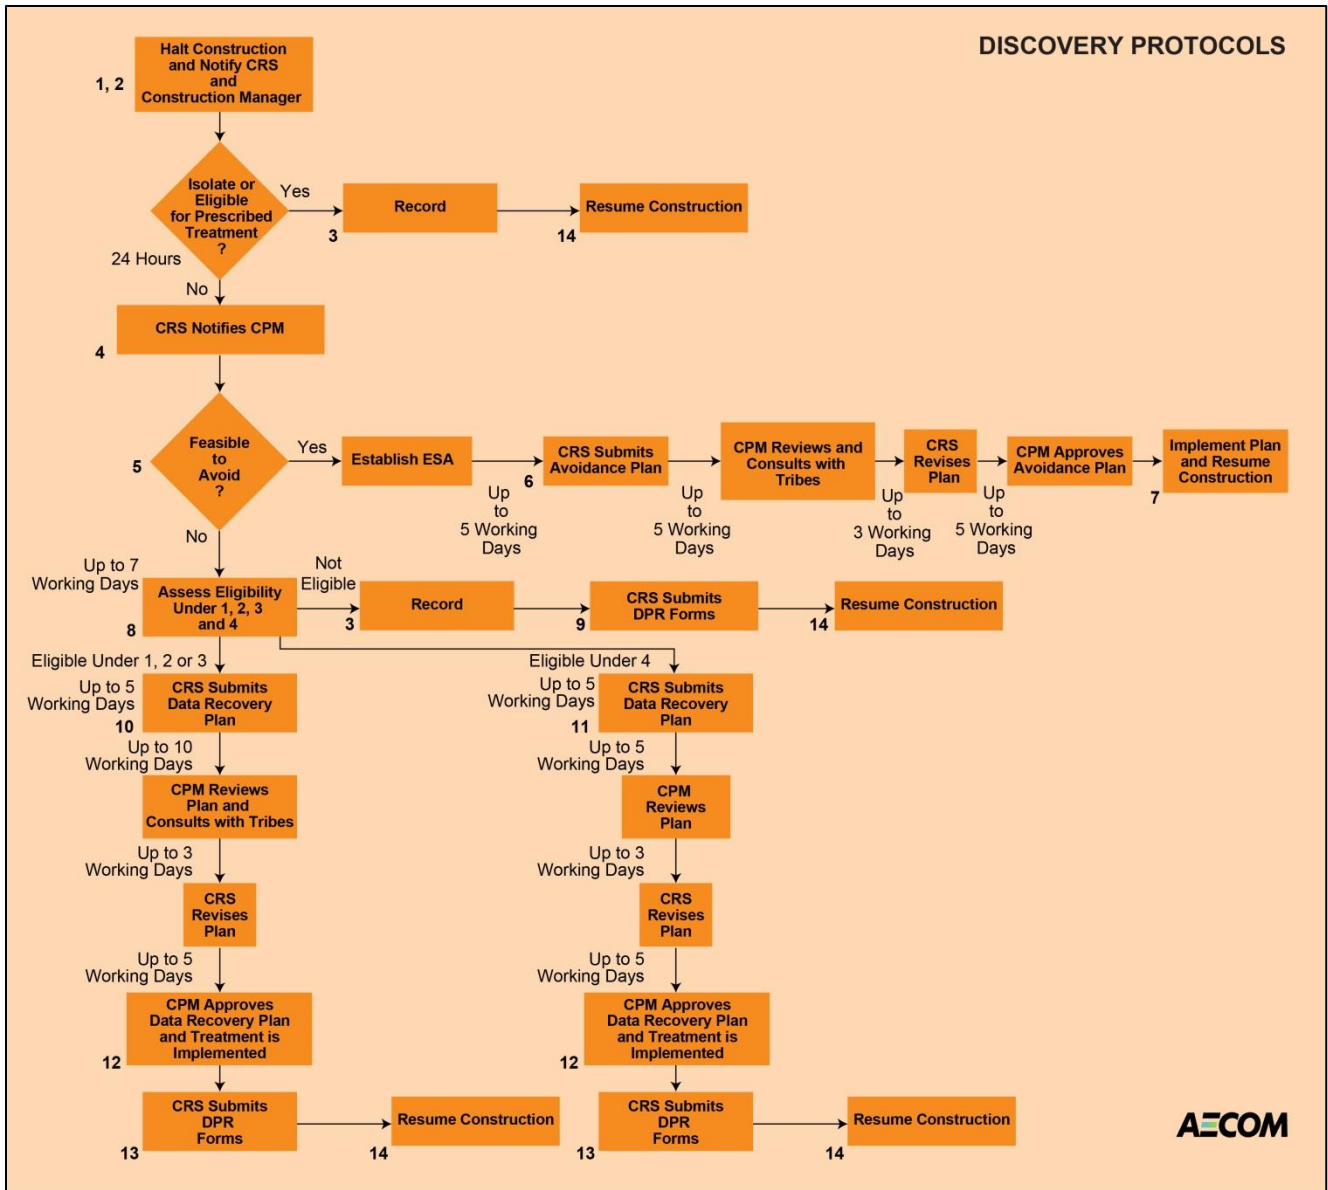 DISCOVERY PROTOCOLS
Halt Construction
and Notify CRS
and
Construction Manager
1, 2
Isolate or
Eligible
for Prescribed
Treatment
?
Yes
24 Hours
No
Record
3
Resume Construction
14
CRS Notifies CPM
4
Feasible
to
Avoid
?
5
Yes
No
Establish ESA
Up
to
5 Working
Days
CRS Submits
Avoidance Plan
6
Up
to
5 Working
Days
CPM Reviews and
Consults with
Tribes
Up
to
3 Working
Days
CRS
Revises
Plan
Up
to
5 Working
Days
CPM Approves
Avoidance Plan
Implement Plan
and Resume
Construction
7
Up to 7
Working Days
Assess Eligibility
Under 1, 2, 3
and 4
8
Not
Eligible
Record
3
CRS Submits
DPR Forms
9
Resume Construction
14
Eligible Under 1, 2 or 3
Up to 5
Working Days
CRS Submits
Data Recovery
Plan
10
Up to 10
Working Days
CPM Reviews
Plan and
Consults with Tribes
Up to 3
Working Days
CRS
Revises
Plan
Up to 5
Working Days
CPM Approves
Data Recovery Plan
and Treatment is
Implemented
12
CRS Submits
DPR
Forms
13
Resume Construction
14
Eligible Under 4
Up to 5
Working Days
CRS Submits
Data Recovery
Plan
11
Up to 5
Working Days
CPM
Reviews
Plan
Up to 3
Working Days
CRS
Revises
Plan
Up to 5
Working Days
CPM Approves
Data Recovery Plan
and Treatment is
Implemented
12
CRS Submits
DPR
Forms
13
Resume Construction
14
AECOM